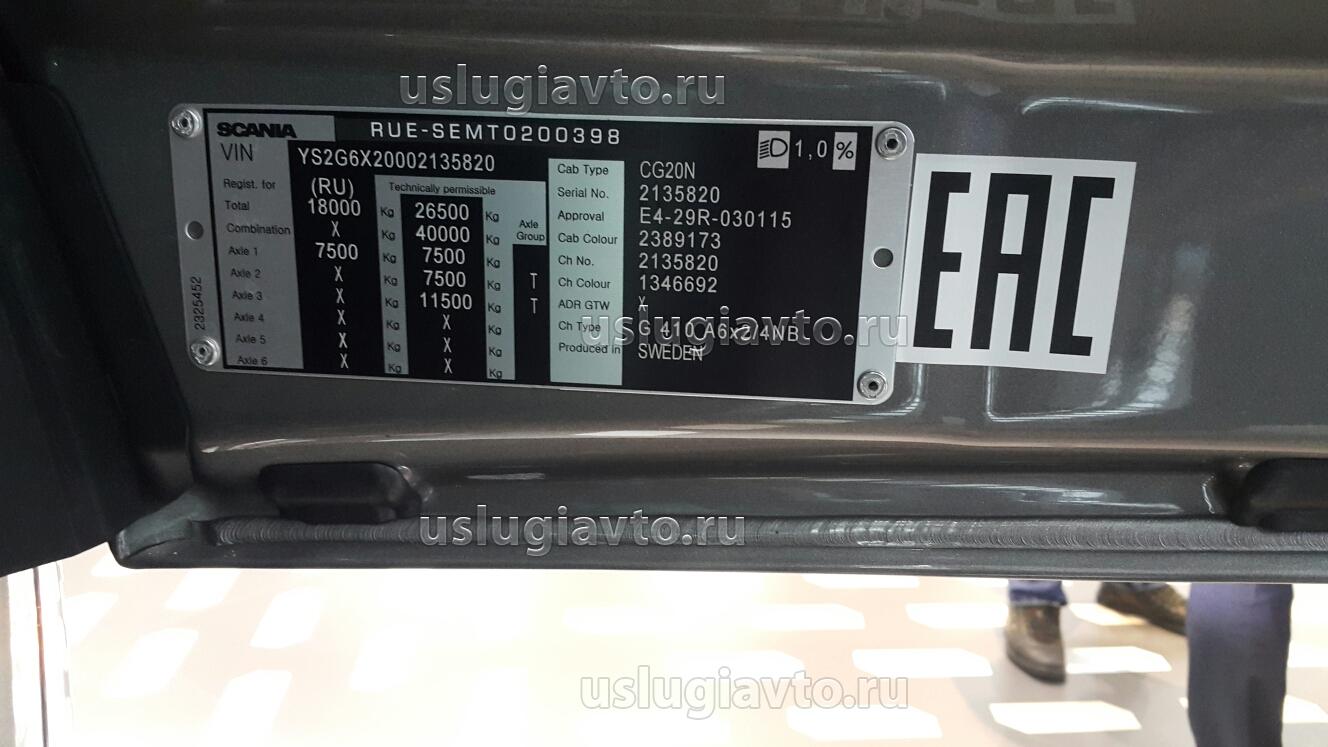 uslugiavto.ru
SCANIA RUE-SEMT0200398
1,0%
VIN YS2G6X20002135820
Regist. for (RU) Technically permissible
Total 18000 Kg 26500 Kg
Axle Group
Combination X Kg 40000 Kg
Axle 1 7500 Kg 7500 Kg
Axle 2 X Kg 7500 Kg T
Axle 3 X Kg 11500 Kg T
Axle 4 X Kg X Kg
Axle 5 X Kg X Kg
Axle 6 X Kg X Kg
Cab Type CG20N
Serial No. 2135820
Approval E4-29R-030115
Cab Colour 2389173
Ch No. 2135820
Ch Colour 1346692
ADR GTW X
Ch Type G 410 A6x2/4NB
Produced in SWEDEN
2325452
EAC
uslugiavto.ru
uslugiavto.ru
uslugiavto.ru